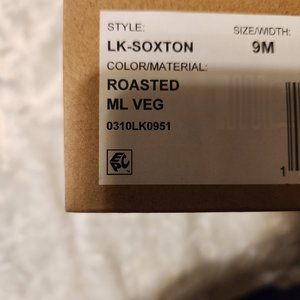 STYLE: SIZE/WIDTH:
LK-SOXTON 9M
COLOR/MATERIAL:
ROASTED
ML VEG
0310LK0951
1